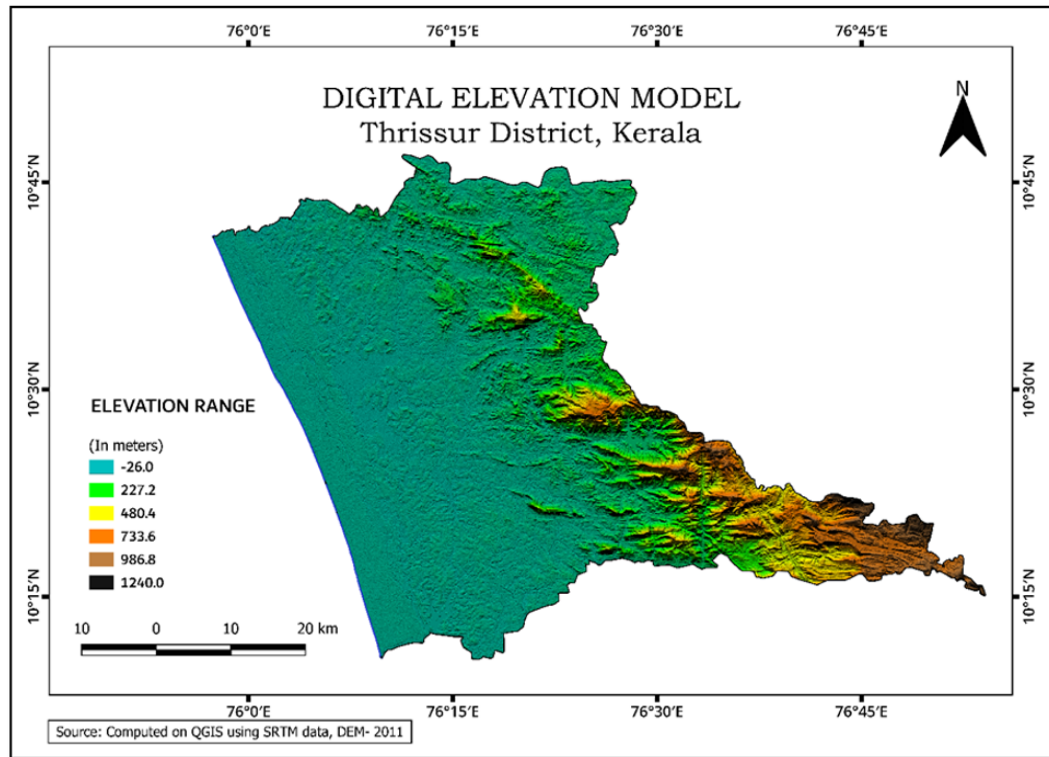 76°0'E 76°15'E 76°30'E 76°45'E
DIGITAL ELEVATION MODEL
Thrissur District, Kerala
N
10°45'N 10°45'N
10°30'N 10°30'N
ELEVATION RANGE
(In meters)
-26.0
227.2
480.4
733.6
986.8
1240.0
10°15'N 10°15'N
10 0 10 20 km
76°0'E 76°15'E 76°30'E 76°45'E
Source: Computed on QGIS using SRTM data, DEM- 2011